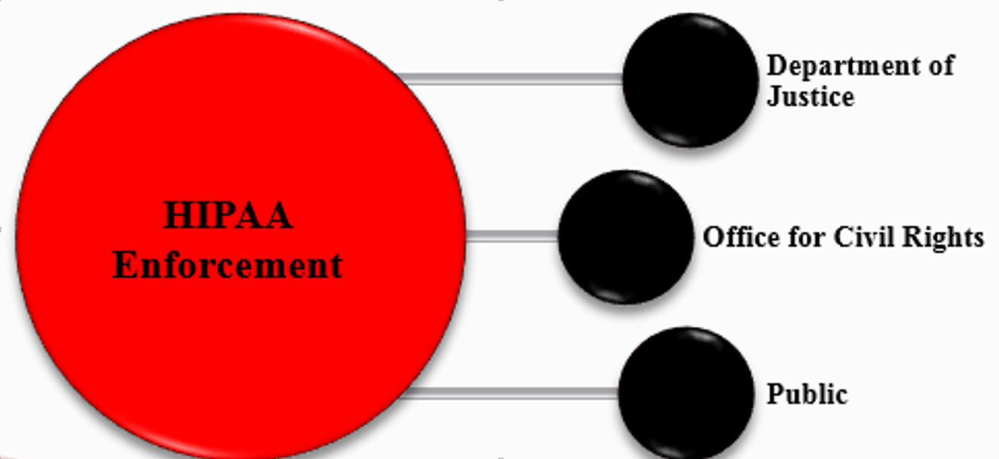 HIPAA
Enforcement
Department of
Justice
Office for Civil Rights
Public